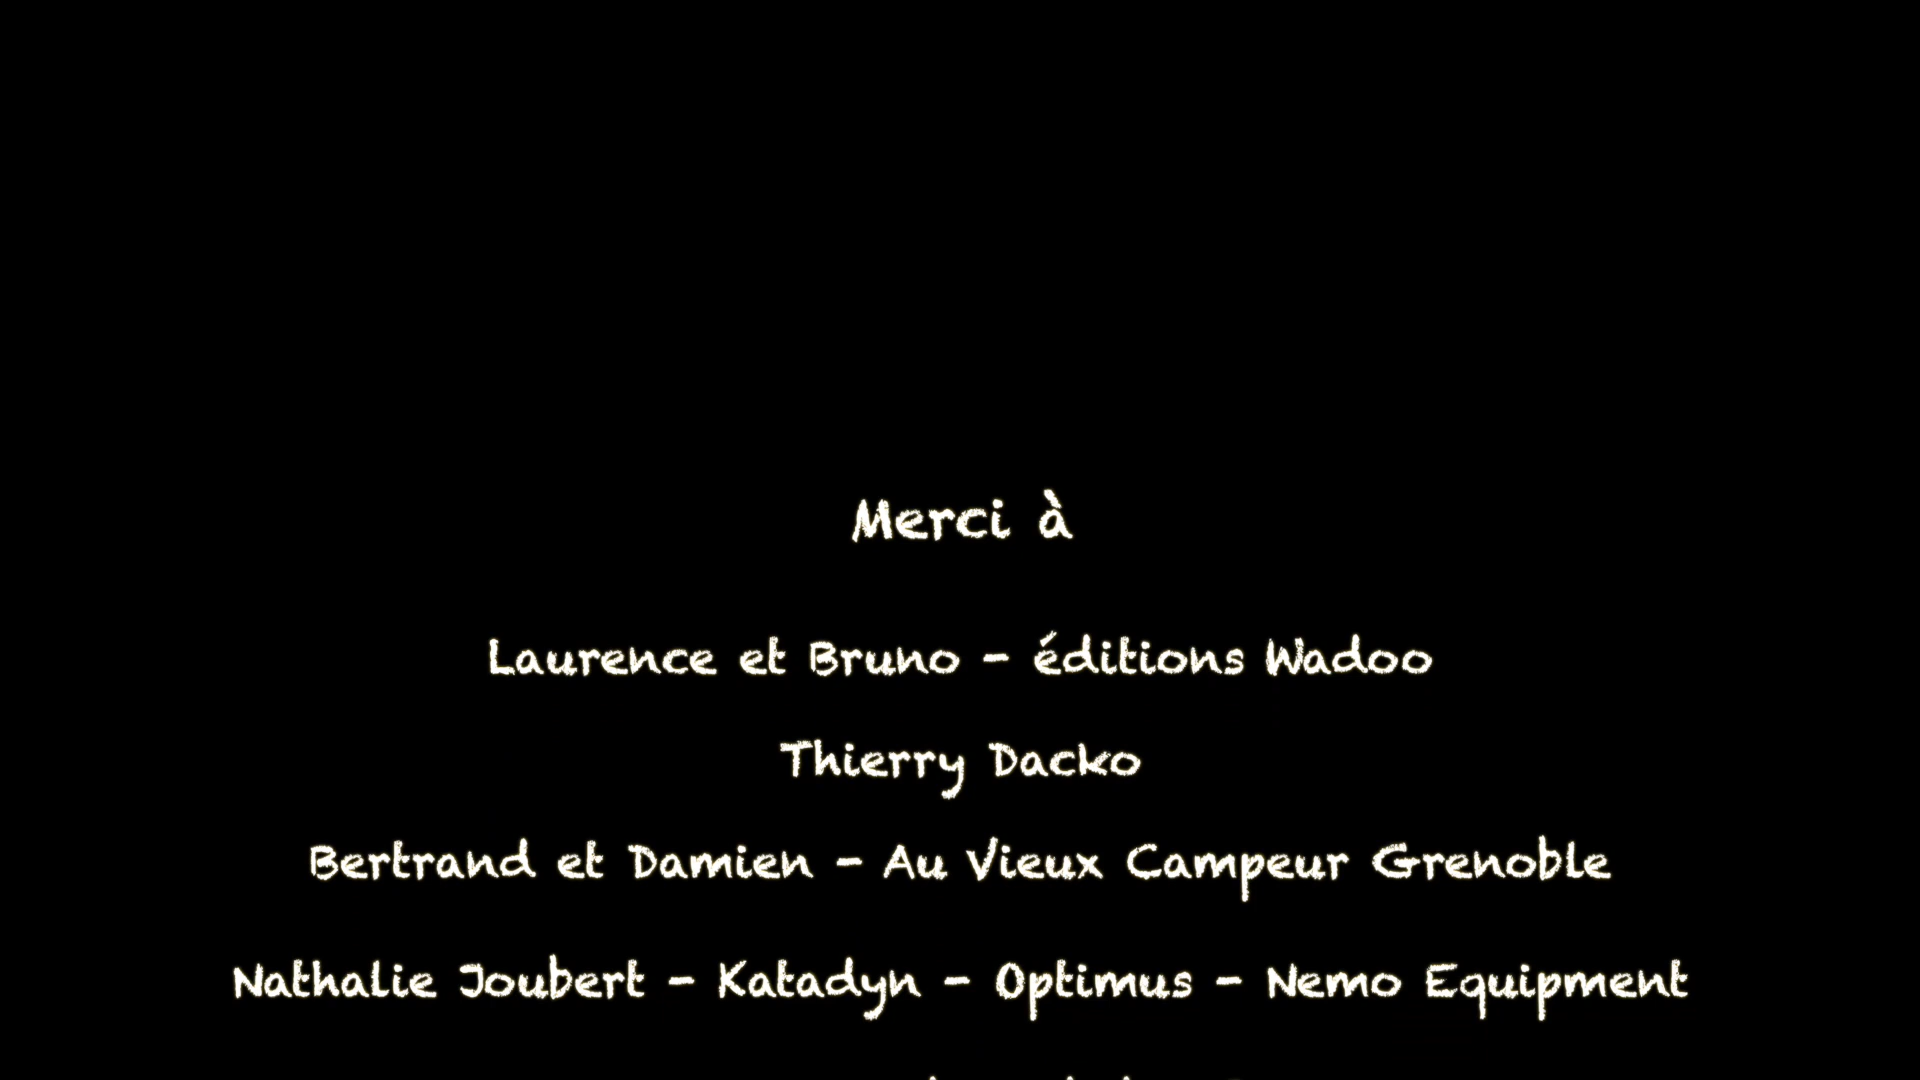 Merci à
Laurence et Bruno - éditions Wadoo
Thierry Dacko
Bertrand et Damien - Au Vieux Campeur Grenoble
Nathalie Joubert - Katadyn - Optimus - Nemo Equipment